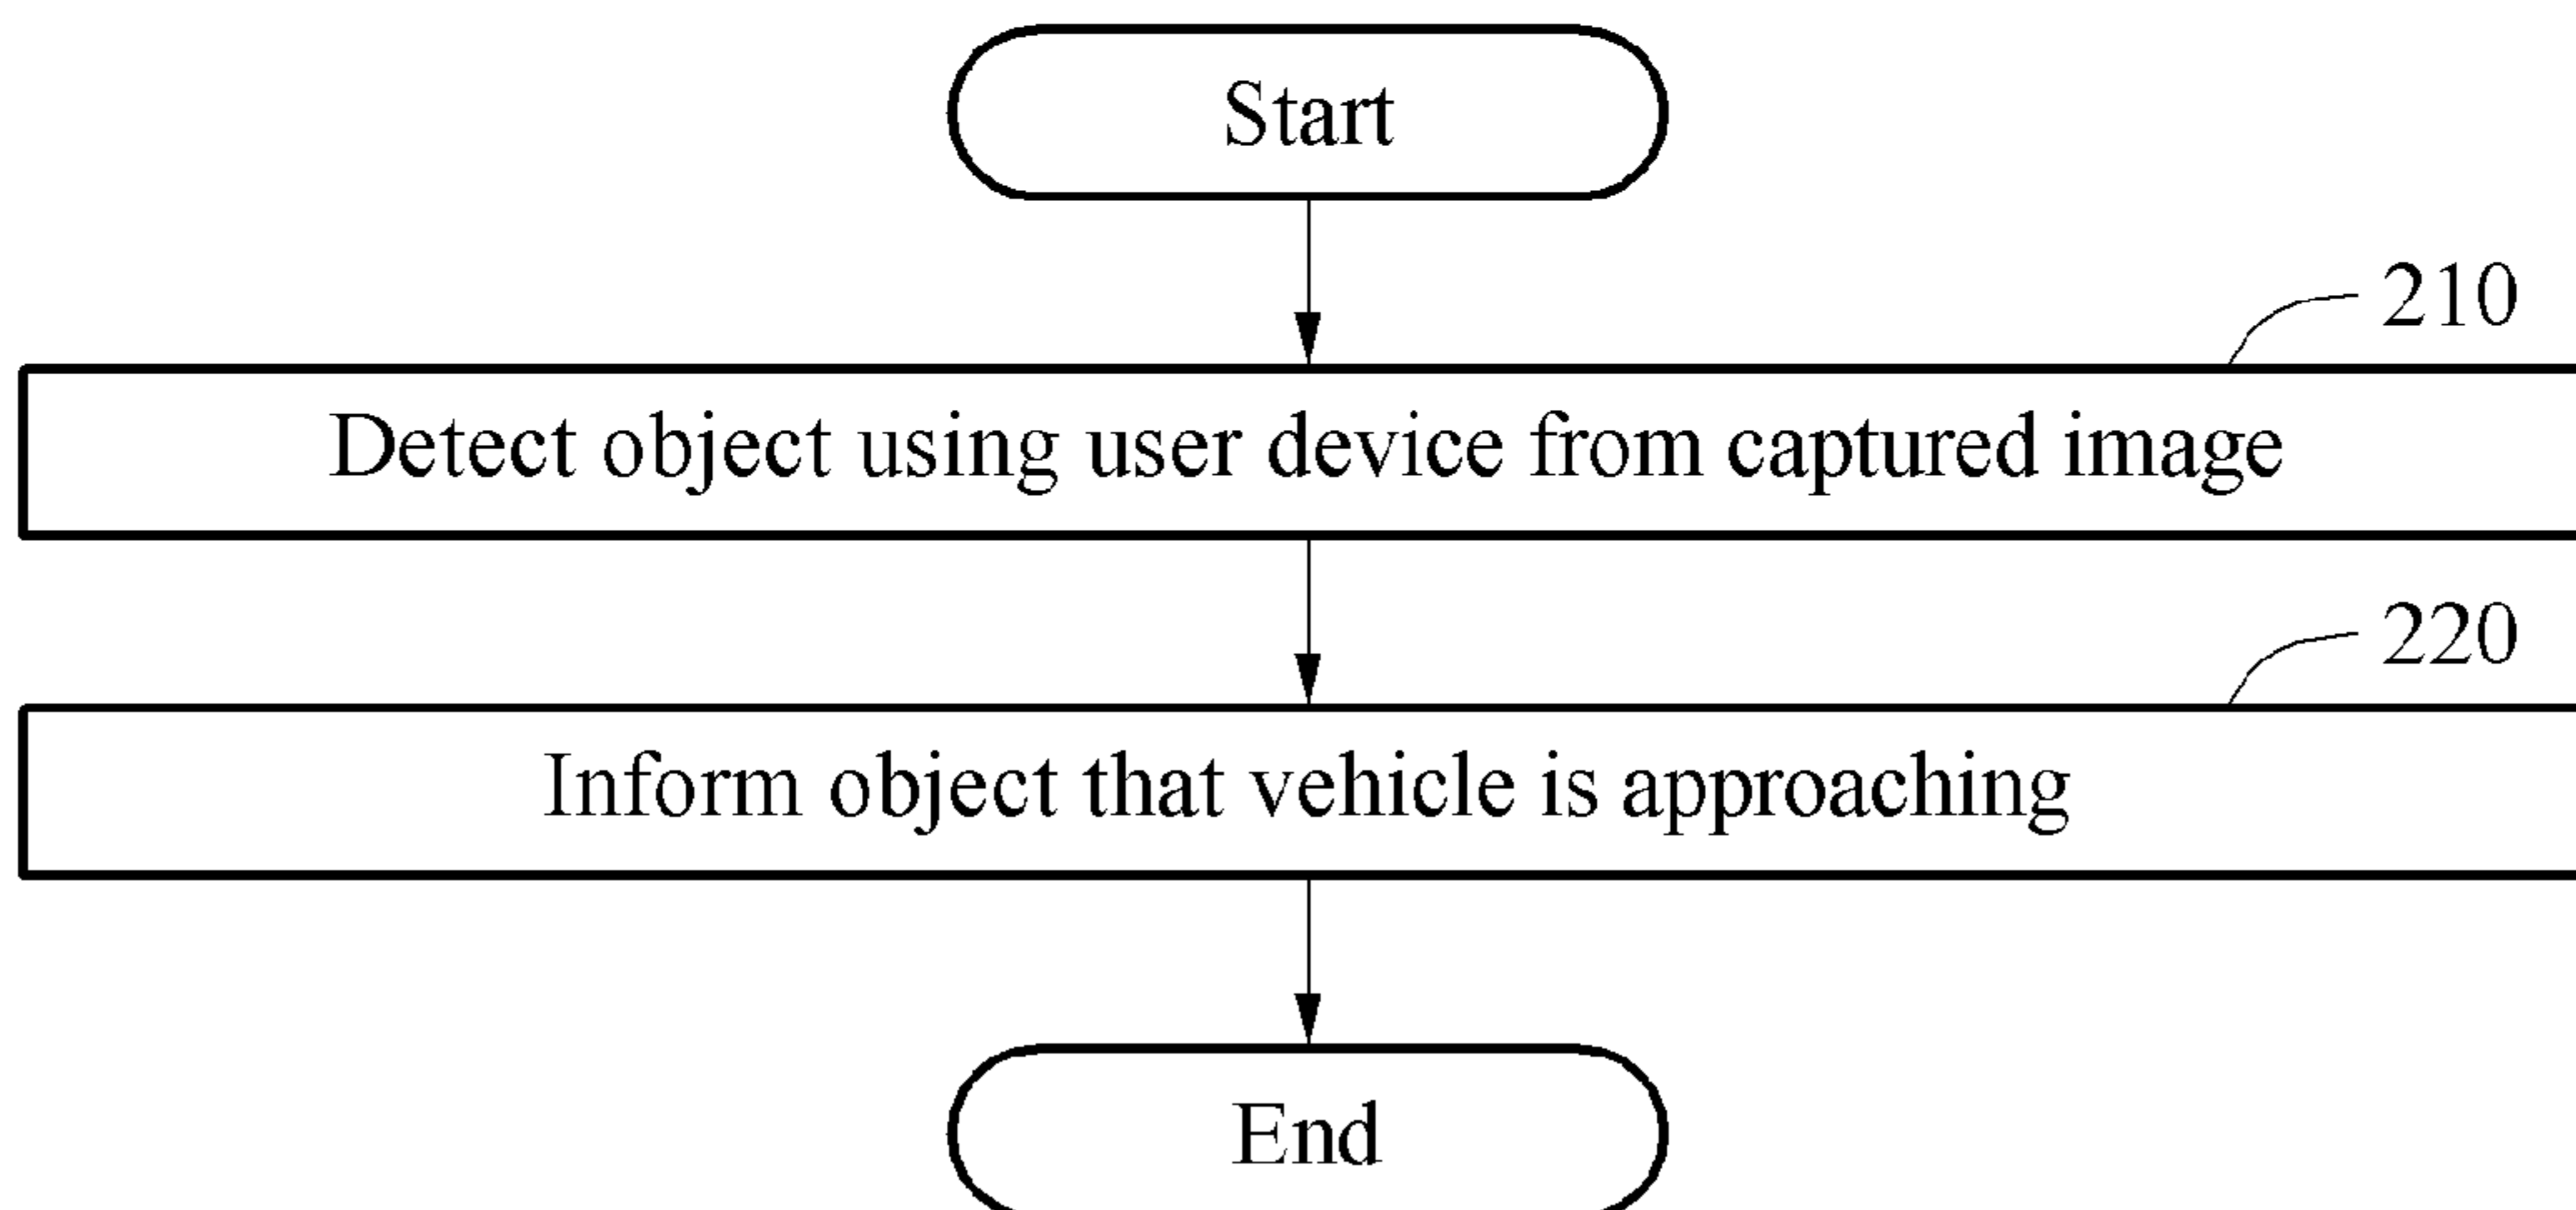 Start
210
Detect object using user device from captured image
220
Inform object that vehicle is approaching
End